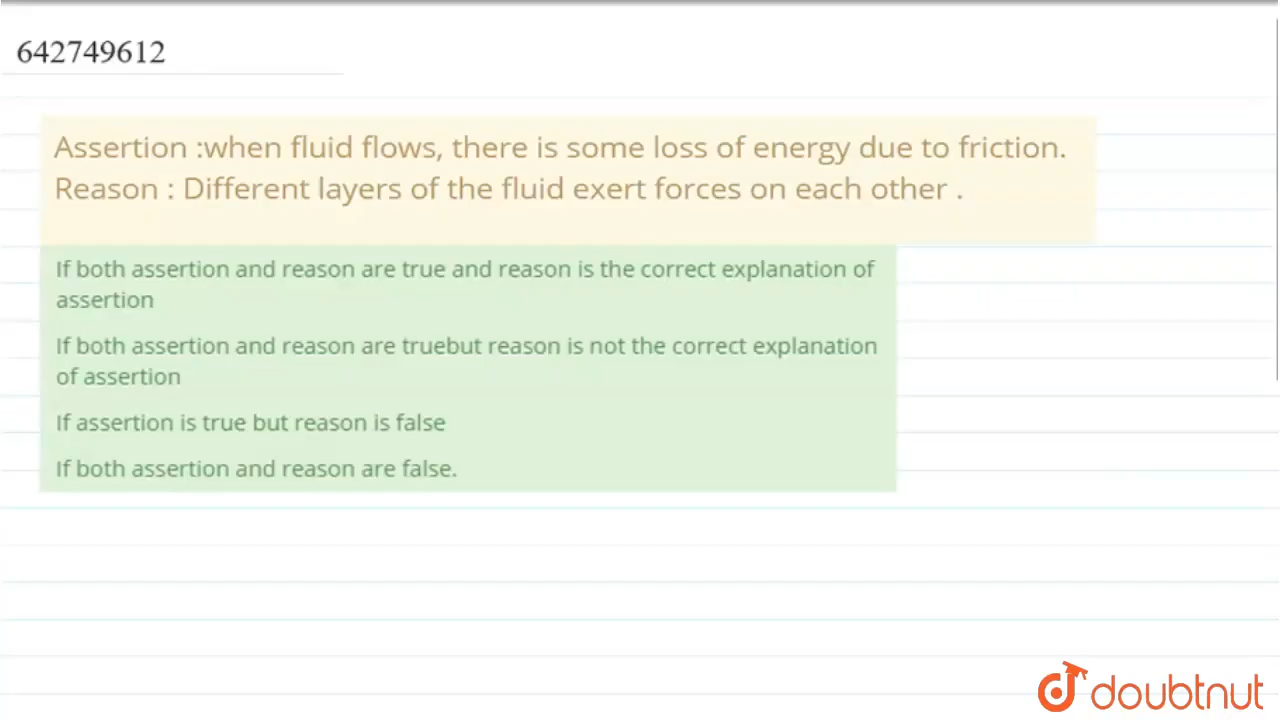 642749612
Assertion :when fluid flows, there is some loss of energy due to friction.
Reason : Different layers of the fluid exert forces on each other .
If both assertion and reason are true and reason is the correct explanation of
assertion
If both assertion and reason are truebut reason is not the correct explanation
of assertion
If assertion is true but reason is false
If both assertion and reason are false.
doubtnut